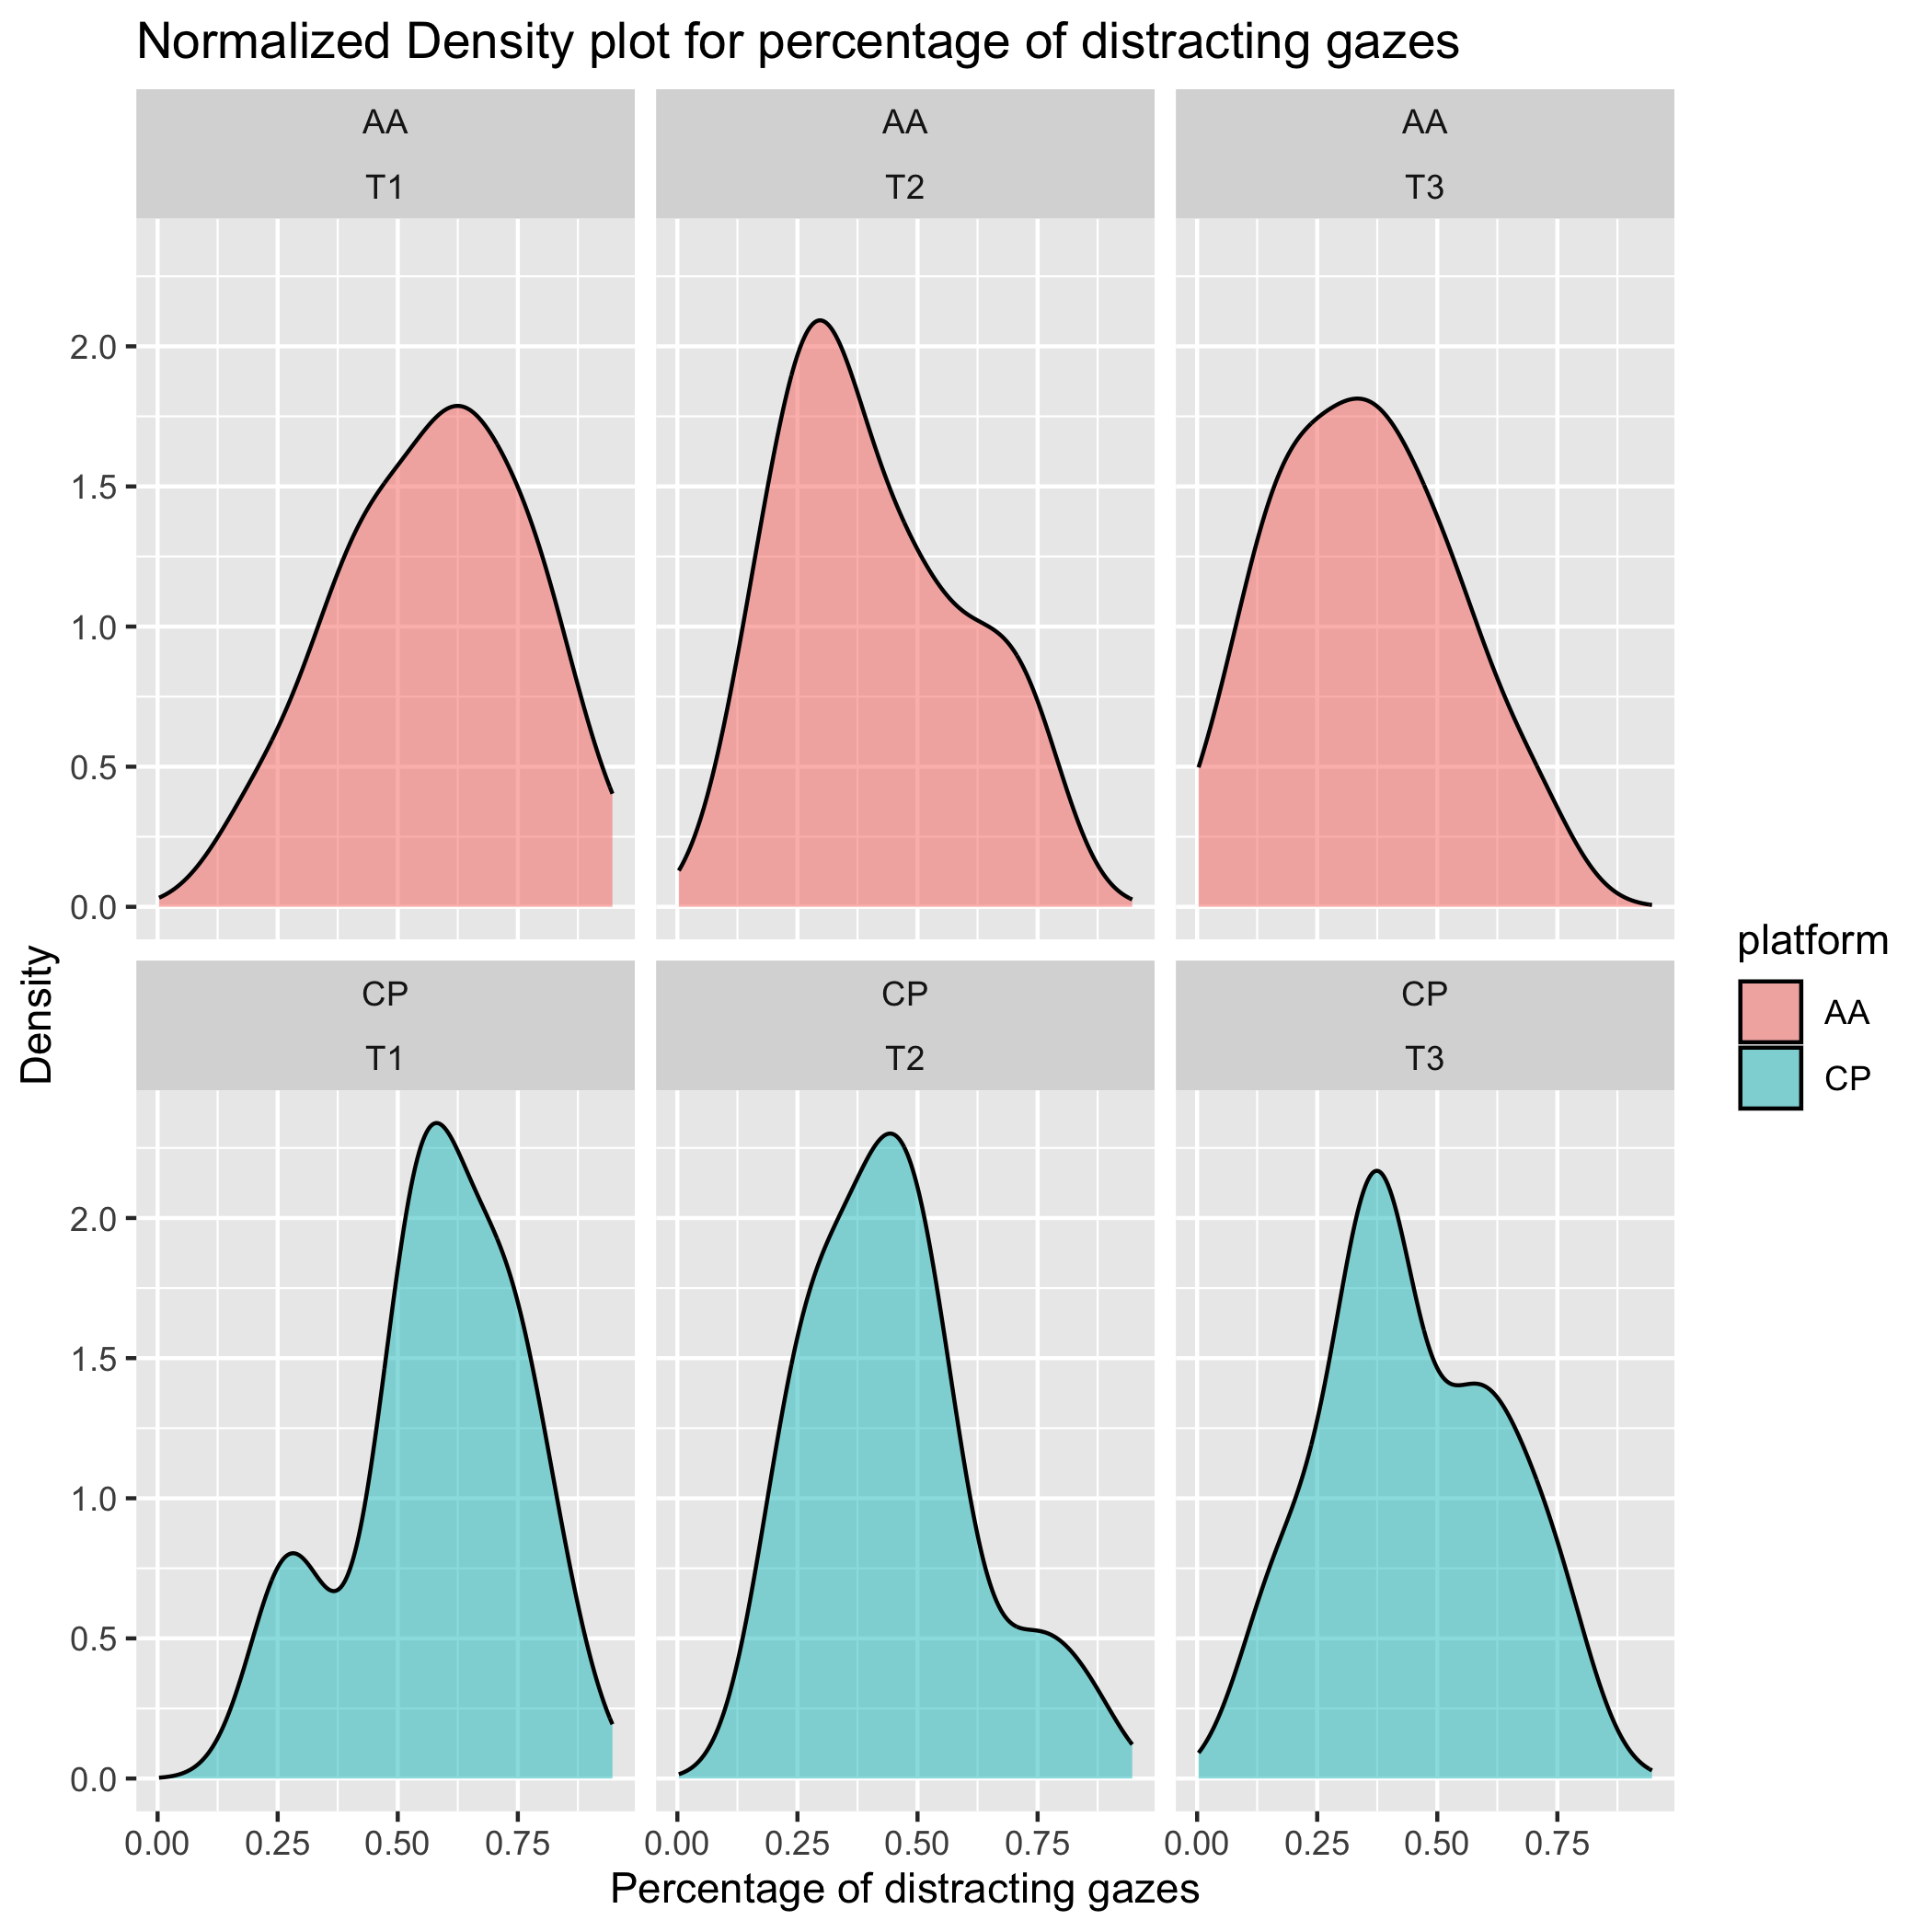 Normalized Density plot for percentage of distracting gazes
AA AA AA
T1 T2 T3
2.0
1.5
1.0
0.5
0.0
Density
platform
AA
CP
CP CP CP
T1 T2 T3
2.0
1.5
1.0
0.5
0.0
0.00 0.25 0.50 0.75 0.00 0.25 0.50 0.75 0.00 0.25 0.50 0.75
Percentage of distracting gazes